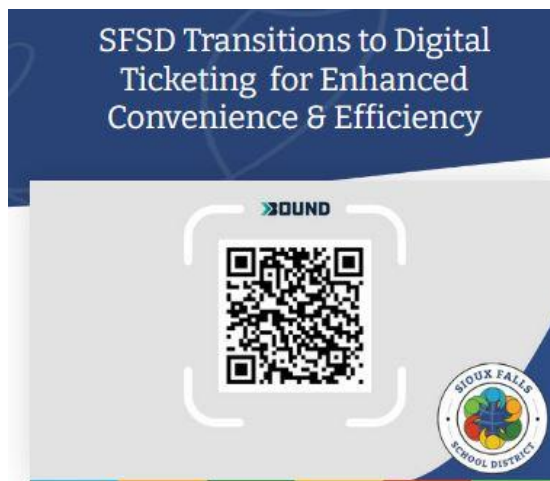 SFSD Transitions to Digital
Ticketing for Enhanced
Convenience & Efficiency
BOUND
SIOUX FALLS
SCHOOL DISTRICT